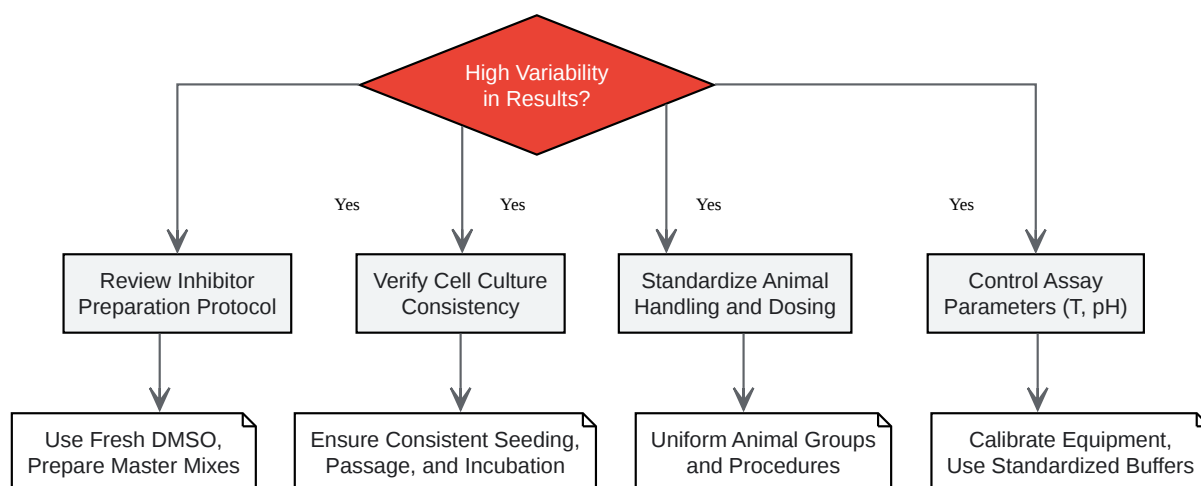 High Variability
in Results?
Yes
Yes
Yes
Yes
Review Inhibitor
Preparation Protocol
Verify Cell Culture
Consistency
Standardize Animal
Handling and Dosing
Control Assay
Parameters (T, pH)
Use Fresh DMSO,
Prepare Master Mixes
Ensure Consistent Seeding,
Passage, and Incubation
Uniform Animal Groups
and Procedures
Calibrate Equipment,
Use Standardized Buffers